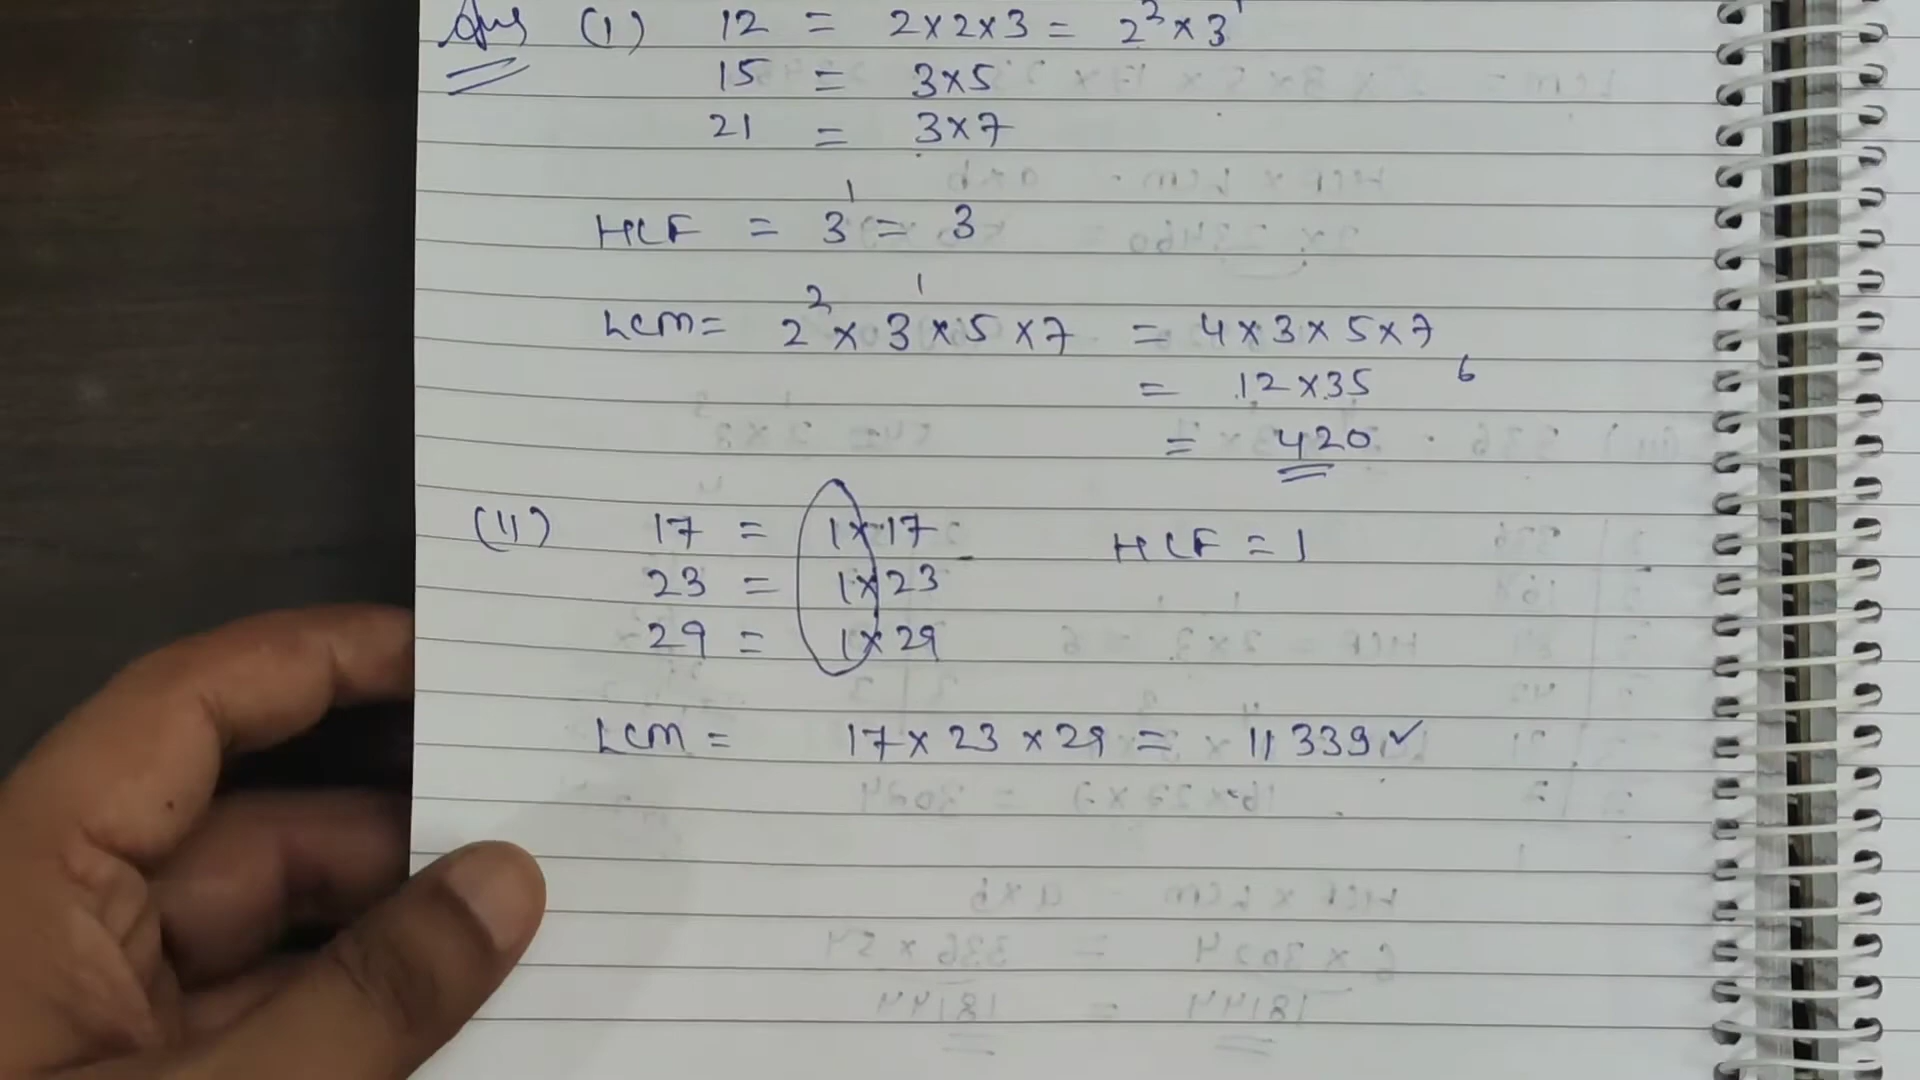 Ans (I) 12 = 2×2×3 = 2²×3¹
15 = 3×5
21 = 3×7
HCF = 3¹ = 3
LCM = 2²×3¹×5×7 = 4×3×5×7
= 12×35 6
= 420
(II) 17 = 1×17 HCF = 1
23 = 1×23
29 = 1×29
LCM = 17×23×29 = 11339✓